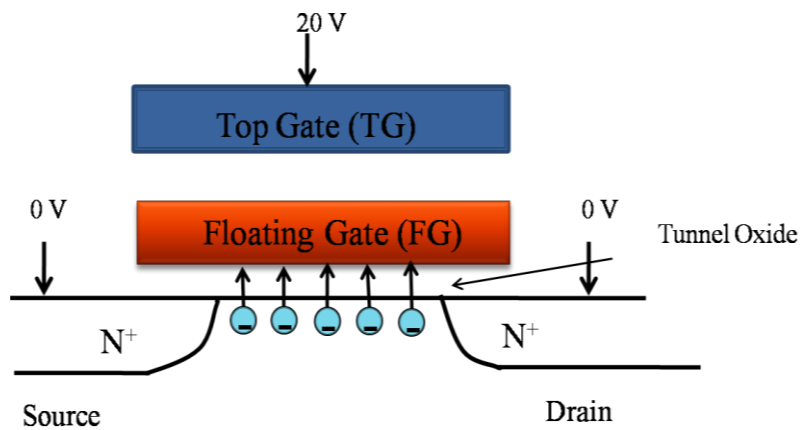 20 V
Top Gate (TG)
0 V
Floating Gate (FG)
0 V
Tunnel Oxide
N⁺
N⁺
Source
Drain